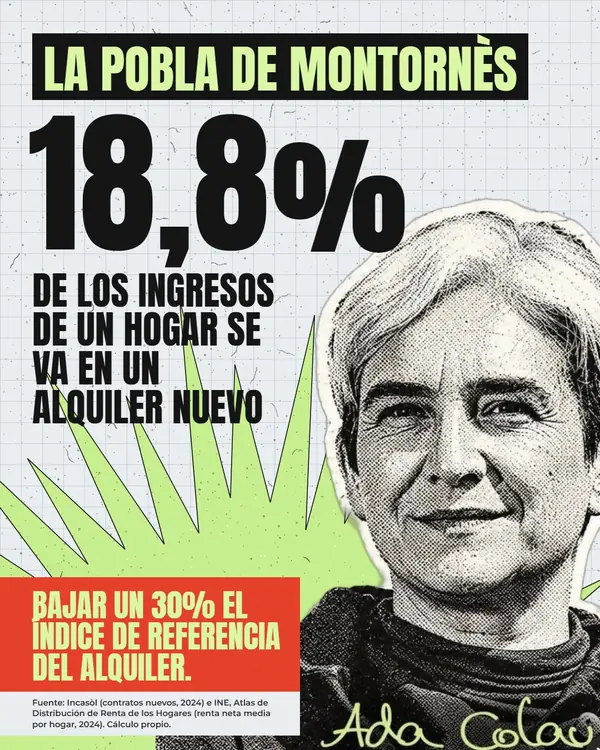 LA POBLA DE MONTORNÈS
18,8%
DE LOS INGRESOS
DE UN HOGAR SE
VA EN UN
ALQUILER NUEVO
BAJAR UN 30% EL
ÍNDICE DE REFERENCIA
DEL ALQUILER.
Fuente: Incasòl (contratos nuevos, 2024) e INE, Atlas de
Distribución de Renta de los Hogares (renta neta media
por hogar, 2024). Cálculo propio.
Ada Colau